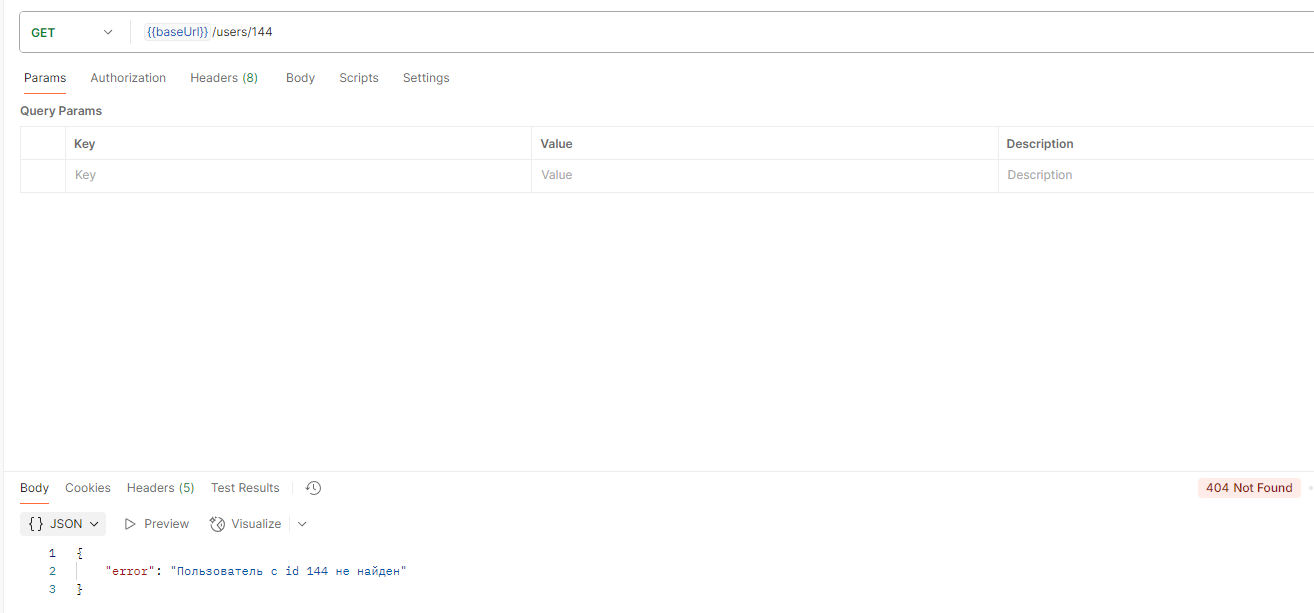 GET {{baseUrl}} /users/144
Params Authorization Headers (8) Body Scripts Settings
Query Params
Key Value Description
Key Value Description
Body Cookies Headers (5) Test Results 404 Not Found
{} JSON Preview Visualize
1 {
2 "error": "Пользователь с id 144 не найден"
3 }